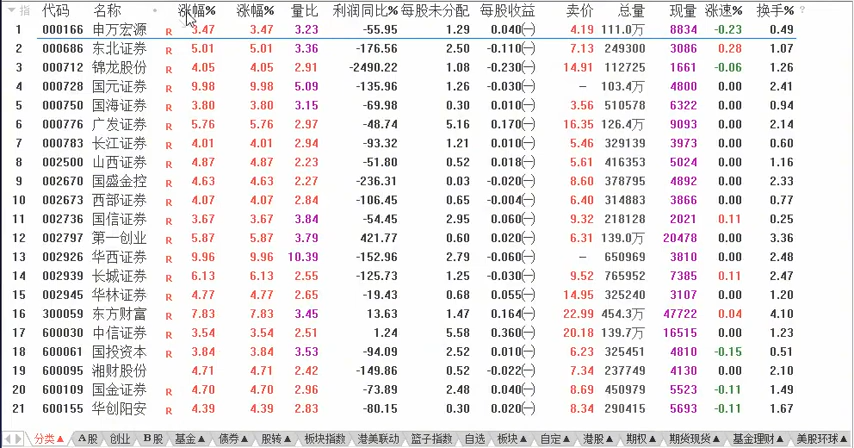 指 代码 名称 涨幅% 涨幅% 量比 利润同比% 每股未分配 每股收益 卖价 总量 现量 涨速% 换手% ?
1 000166 申万宏源 R 3.47 3.47 3.23 -55.95 1.29 0.040㈠ 4.19 111.0万 8834 -0.23 0.49
2 000686 东北证券 R 5.01 5.01 3.36 -176.56 2.50 -0.110㈠ 7.13 249300 3086 0.28 1.07
3 000712 锦龙股份 R 4.05 4.05 2.91 -2490.22 1.08 -0.230㈠ 14.91 112725 1661 -0.06 1.26
4 000728 国元证券 R 9.98 9.98 5.09 -135.96 1.26 -0.030㈠ — 103.4万 4800 0.00 2.41
5 000750 国海证券 R 3.80 3.80 3.15 -69.98 0.30 0.010㈠ 3.56 510578 6322 0.00 0.94
6 000776 广发证券 R 5.76 5.76 2.97 -48.74 5.16 0.170㈠ 16.35 126.4万 9093 0.00 2.14
7 000783 长江证券 R 4.01 4.01 2.94 -93.32 1.21 0.010㈠ 5.46 329139 3973 0.00 0.60
8 002500 山西证券 R 4.87 4.87 2.23 -51.80 0.52 0.018㈠ 5.61 416353 5024 0.00 1.16
9 002670 国盛金控 R 4.63 4.63 2.27 -236.31 0.03 -0.020㈠ 8.60 378795 4892 0.00 2.33
10 002673 西部证券 R 4.07 4.07 2.84 -106.45 0.65 -0.004㈠ 6.40 314883 3866 0.00 0.77
11 002736 国信证券 R 3.67 3.67 3.84 -54.45 2.95 0.060㈠ 9.32 218128 2021 0.11 0.25
12 002797 第一创业 R 5.87 5.87 3.79 421.77 0.60 0.020㈠ 6.31 139.0万 20478 0.00 3.36
13 002926 华西证券 R 9.96 9.96 10.39 -152.96 2.79 -0.060㈠ — 650969 3810 0.00 2.48
14 002939 长城证券 R 6.13 6.13 2.55 -125.73 1.25 -0.030㈠ 9.52 765952 7385 0.11 2.47
15 002945 华林证券 R 4.77 4.77 2.65 -19.43 0.68 0.055㈠ 14.95 325240 3107 0.00 1.20
16 300059 东方财富 R 7.83 7.83 3.45 13.63 1.47 0.164㈠ 22.99 454.3万 47722 0.04 4.10
17 600030 中信证券 R 3.54 3.54 2.51 1.24 5.58 0.360㈠ 20.18 139.7万 16515 0.00 1.23
18 600061 国投资本 R 3.84 3.84 3.53 -94.09 2.52 0.010㈠ 6.23 325451 4810 -0.15 0.51
19 600095 湘财股份 4.71 4.71 2.42 -149.86 0.52 -0.022㈠ 7.34 237749 4130 0.00 2.10
20 600109 国金证券 R 4.70 4.70 2.96 -73.89 2.48 0.040㈠ 8.69 450979 5523 -0.11 1.49
21 600155 华创阳安 R 4.39 4.39 2.83 -80.15 0.30 0.020㈠ 8.34 290415 5693 -0.11 1.67
分类▲ A股 创业 B股 基金▲ 债券▲ 股转▲ 板块指数 港美联动 篮子指数 自选 板块▲ 自定▲ 港股▲ 期权▲ 期货现货▲ 基金理财▲ 美股环球▲